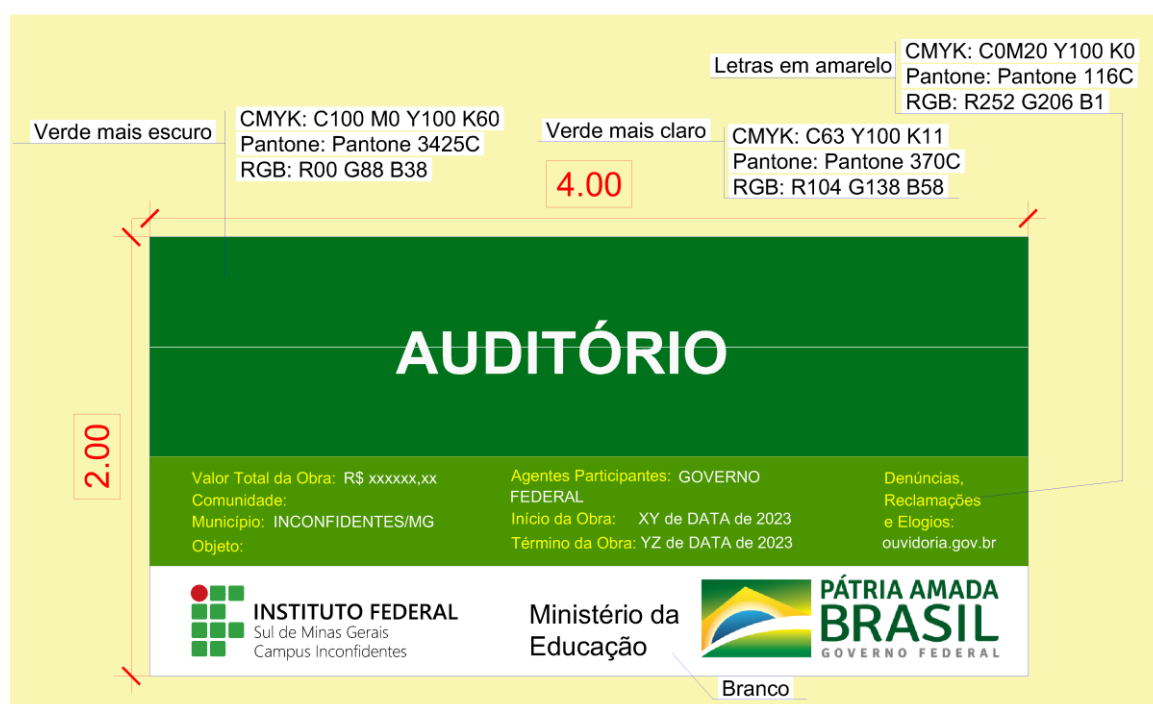 Letras em amarelo
CMYK: C0M20 Y100 K0
Pantone: Pantone 116C
RGB: R252 G206 B1
Verde mais escuro
CMYK: C100 M0 Y100 K60
Pantone: Pantone 3425C
RGB: R00 G88 B38
Verde mais claro
CMYK: C63 Y100 K11
Pantone: Pantone 370C
RGB: R104 G138 B58
4.00
2.00
AUDITÓRIO
Valor Total da Obra: R$ xxxxxx,xx
Comunidade:
Município: INCONFIDENTES/MG
Objeto:
Agentes Participantes: GOVERNO
FEDERAL
Início da Obra: XY de DATA de 2023
Término da Obra: YZ de DATA de 2023
Denúncias,
Reclamações
e Elogios:
ouvidoria.gov.br
INSTITUTO FEDERAL
Sul de Minas Gerais
Campus Inconfidentes
Ministério da
Educação
PÁTRIA AMADA
BRASIL
GOVERNO FEDERAL
Branco